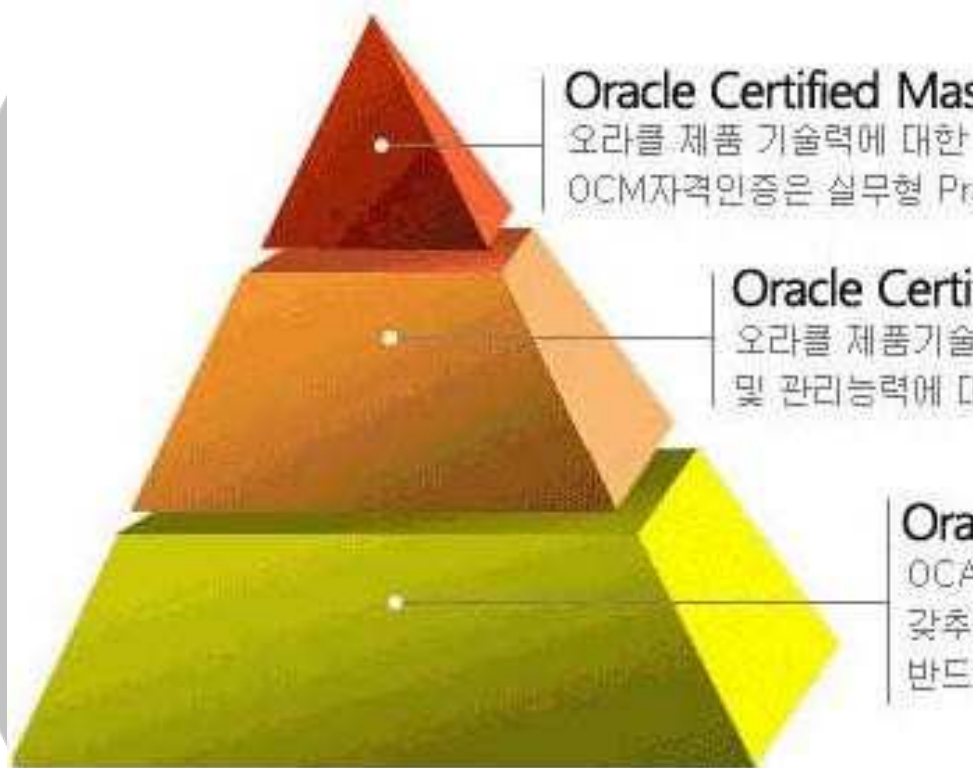 Oracle Certified Mas
오라클 제품 기술력에 대한
OCM자격인증은 실무형 Pr
Oracle Certi
오라클 제품기술
및 관리능력에 대
Ora
OCA
갖추
반드